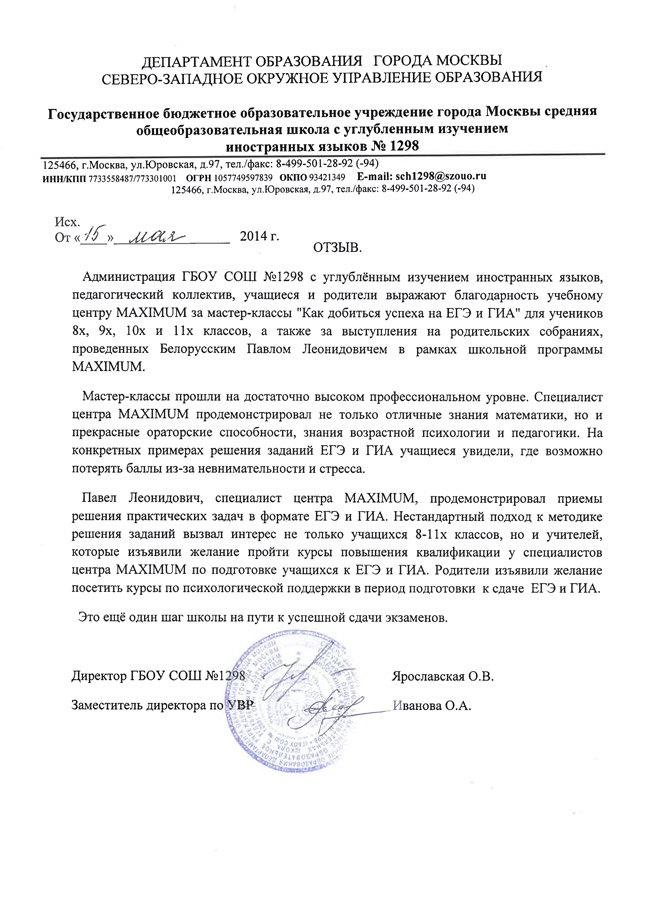 ДЕПАРТАМЕНТ ОБРАЗОВАНИЯ ГОРОДА МОСКВЫ
СЕВЕРО-ЗАПАДНОЕ ОКРУЖНОЕ УПРАВЛЕНИЕ ОБРАЗОВАНИЯ
Государственное бюджетное образовательное учреждение города Москвы средняя
общеобразовательная школа с углубленным изучением
иностранных языков № 1298
125466, г.Москва, ул.Юровская, д.97, тел./факс: 8-499-501-28-92 (-94)
ИНН/КПП 7733558487/773301001 ОГРН 1057749597839 ОКПО 93421349 E-mail: sch1298@szouo.ru
125466, г.Москва, ул.Юровская, д.97, тел./факс: 8-499-501-28-92 (-94)
Исх.
От «15» мая 2014 г.
ОТЗЫВ.
Администрация ГБОУ СОШ №1298 с углублённым изучением иностранных языков,
педагогический коллектив, учащиеся и родители выражают благодарность учебному
центру MAXIMUM за мастер-классы "Как добиться успеха на ЕГЭ и ГИА" для учеников
8х, 9х, 10х и 11х классов, а также за выступления на родительских собраниях,
проведенных Белорусским Павлом Леонидовичем в рамках школьной программы
MAXIMUM.
Мастер-классы прошли на достаточно высоком профессиональном уровне. Специалист
центра MAXIMUM продемонстрировал не только отличные знания математики, но и
прекрасные ораторские способности, знания возрастной психологии и педагогики. На
конкретных примерах решения заданий ЕГЭ и ГИА учащиеся увидели, где возможно
потерять баллы из-за невнимательности и стресса.
Павел Леонидович, специалист центра MAXIMUM, продемонстрировал приемы
решения практических задач в формате ЕГЭ и ГИА. Нестандартный подход к методике
решения заданий вызвал интерес не только учащихся 8-11х классов, но и учителей,
которые изъявили желание пройти курсы повышения квалификации у специалистов
центра MAXIMUM по подготовке учащихся к ЕГЭ и ГИА. Родители изъявили желание
посетить курсы по психологической поддержки в период подготовки к сдаче ЕГЭ и ГИА.
Это ещё один шаг школы на пути к успешной сдачи экзаменов.
Директор ГБОУ СОШ №1298 Ярославская О.В.
Заместитель директора по УВР Иванова О.А.